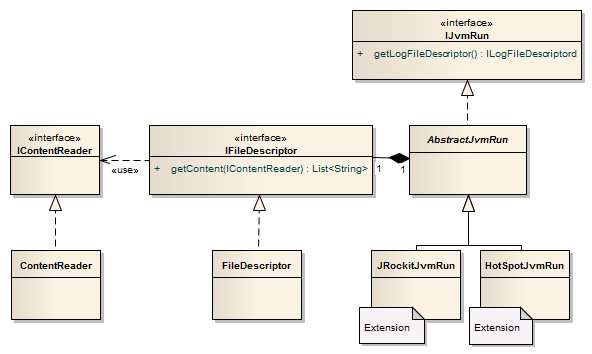 «interface»
IJvmRun
+ getLogFileDescriptor() : ILogFileDescriptord
«interface»
IContentReader
«use»
«interface»
IFileDescriptor
+ getContent(IContentReader) : List<String>
1
1
AbstractJvmRun
ContentReader
FileDescriptor
JRockitJvmRun
HotSpotJvmRun
Extension
Extension